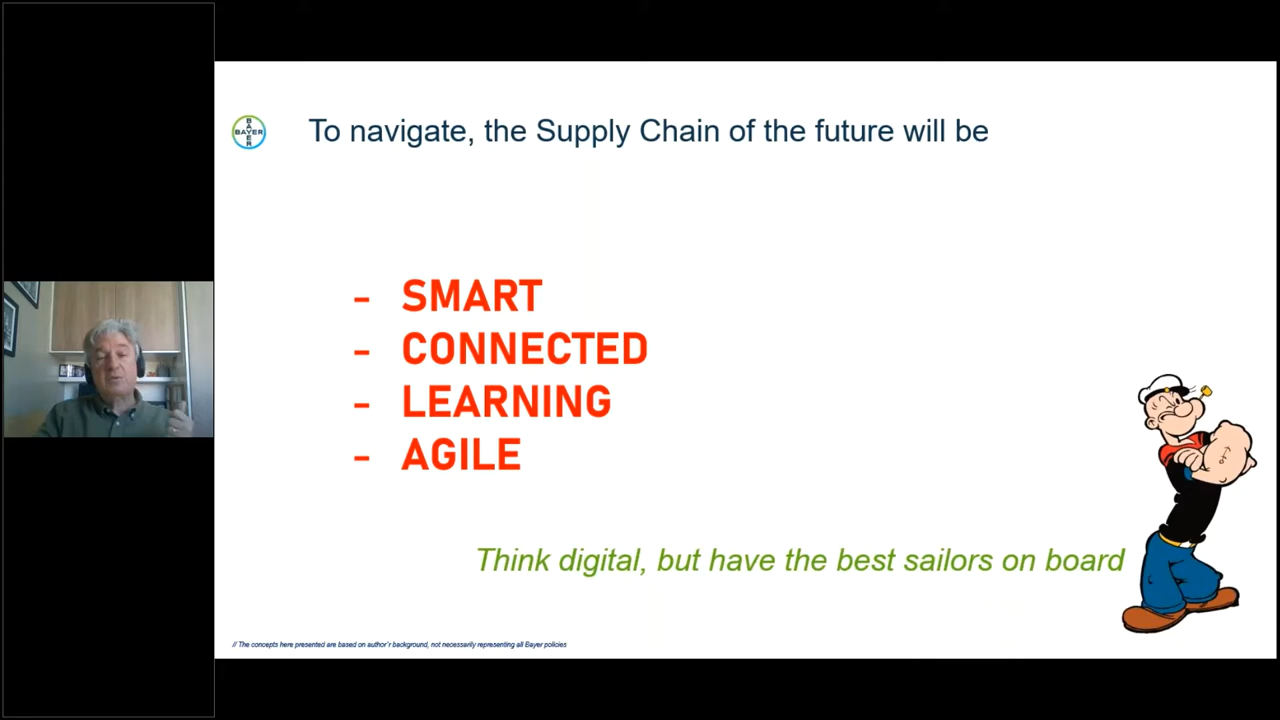 BAYER
BAYER
To navigate, the Supply Chain of the future will be
- SMART
- CONNECTED
- LEARNING
- AGILE
Think digital, but have the best sailors on board
// The concepts here presented are based on author's background, not necessarily representing all Bayer policies